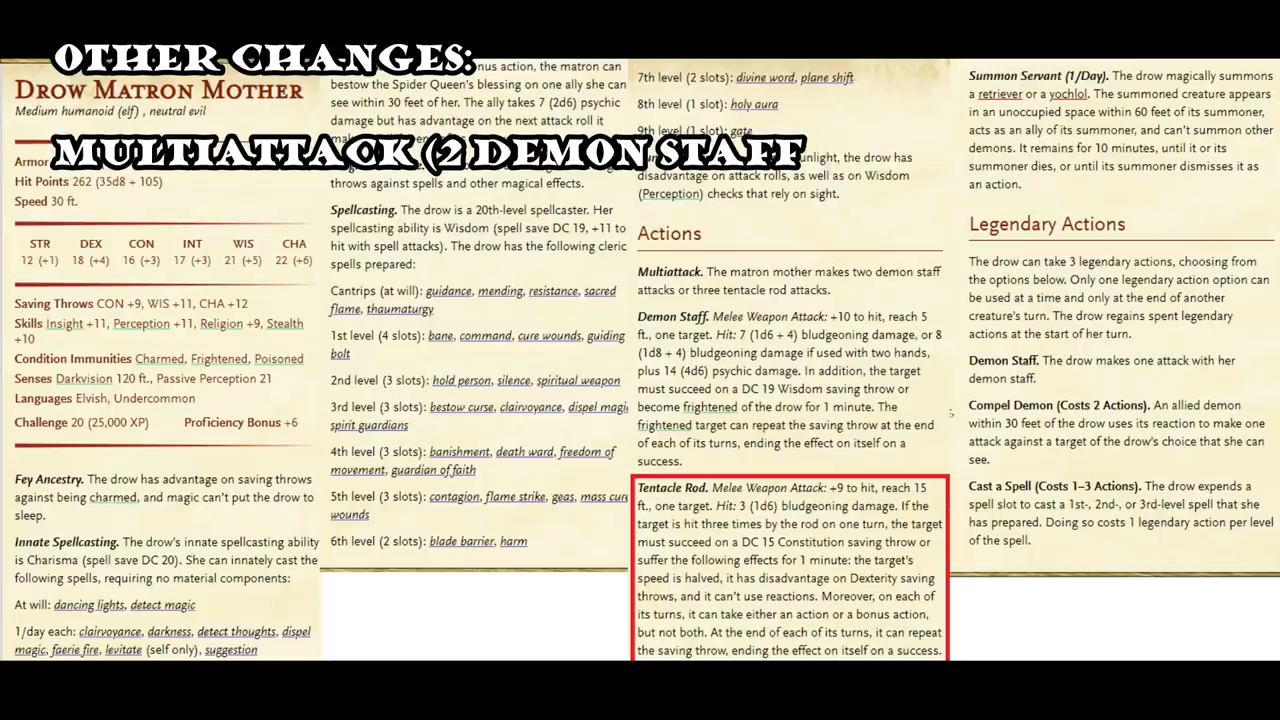 OTHER CHANGES:
MULTIATTACK (2 DEMON STAFF
DROW MATRON MOTHER
Medium humanoid (elf) , neutral evil
Armor
Hit Points 262 (35d8 + 105)
Speed 30 ft.
STR DEX CON INT WIS CHA
12 (+1) 18 (+4) 16 (+3) 17 (+3) 21 (+5) 22 (+6)
Saving Throws CON +9, WIS +11, CHA +12
Skills Insight +11, Perception +11, Religion +9, Stealth
+10
Condition Immunities Charmed, Frightened, Poisoned
Senses Darkvision 120 ft., Passive Perception 21
Languages Elvish, Undercommon
Challenge 20 (25,000 XP) Proficiency Bonus +6
Fey Ancestry. The drow has advantage on saving throws
against being charmed, and magic can't put the drow to
sleep.
Innate Spellcasting. The drow's innate spellcasting ability
is Charisma (spell save DC 20). She can innately cast the
following spells, requiring no material components:
At will: dancing lights, detect magic
1/day each: clairvoyance, darkness, detect thoughts, dispel
magic, faerie fire, levitate (self only), suggestion
nus action, the matron can
bestow the Spider Queen's blessing on one ally she can
see within 30 feet of her. The ally takes 7 (2d6) psychic
damage but has advantage on the next attack roll it
throws against spells and other magical effects.
Spellcasting. The drow is a 20th-level spellcaster. Her
spellcasting ability is Wisdom (spell save DC 19, +11 to
hit with spell attacks). The drow has the following cleric
spells prepared:
Cantrips (at will): guidance, mending, resistance, sacred
flame, thaumaturgy
1st level (4 slots): bane, command, cure wounds, guiding
bolt
2nd level (3 slots): hold person, silence, spiritual weapon
3rd level (3 slots): bestow curse, clairvoyance, dispel magic
spirit guardians
4th level (3 slots): banishment, death ward, freedom of
movement, guardian of faith
5th level (3 slots): contagion, flame strike, geas, mass cure
wounds
6th level (2 slots): blade barrier, harm
7th level (2 slots): divine word, plane shift
8th level (1 slot): holy aura
9th level (1 slot): gate
unlight, the drow has
disadvantage on attack rolls, as well as on Wisdom
(Perception) checks that rely on sight.
Actions
Multiattack. The matron mother makes two demon staff
attacks or three tentacle rod attacks.
Demon Staff. Melee Weapon Attack: +10 to hit, reach 5
ft., one target. Hit: 7 (1d6 + 4) bludgeoning damage, or 8
(1d8 + 4) bludgeoning damage if used with two hands,
plus 14 (4d6) psychic damage. In addition, the target
must succeed on a DC 19 Wisdom saving throw or
become frightened of the drow for 1 minute. The
frightened target can repeat the saving throw at the end
of each of its turns, ending the effect on itself on a
success.
Tentacle Rod. Melee Weapon Attack: +9 to hit, reach 15
ft., one target. Hit: 3 (1d6) bludgeoning damage. If the
target is hit three times by the rod on one turn, the target
must succeed on a DC 15 Constitution saving throw or
suffer the following effects for 1 minute: the target's
speed is halved, it has disadvantage on Dexterity saving
throws, and it can't use reactions. Moreover, on each of
its turns, it can take either an action or a bonus action,
but not both. At the end of each of its turns, it can repeat
the saving throw, ending the effect on itself on a success.
Summon Servant (1/Day). The drow magically summons
a retriever or a yochlol. The summoned creature appears
in an unoccupied space within 60 feet of its summoner,
acts as an ally of its summoner, and can't summon other
demons. It remains for 10 minutes, until it or its
summoner dies, or until its summoner dismisses it as
an action.
Legendary Actions
The drow can take 3 legendary actions, choosing from
the options below. Only one legendary action option can
be used at a time and only at the end of another
creature's turn. The drow regains spent legendary
actions at the start of her turn.
Demon Staff. The drow makes one attack with her
demon staff.
Compel Demon (Costs 2 Actions). An allied demon
within 30 feet of the drow uses its reaction to make one
attack against a target of the drow's choice that she can
see.
Cast a Spell (Costs 1–3 Actions). The drow expends a
spell slot to cast a 1st-, 2nd-, or 3rd-level spell that she
has prepared. Doing so costs 1 legendary action per level
of the spell.